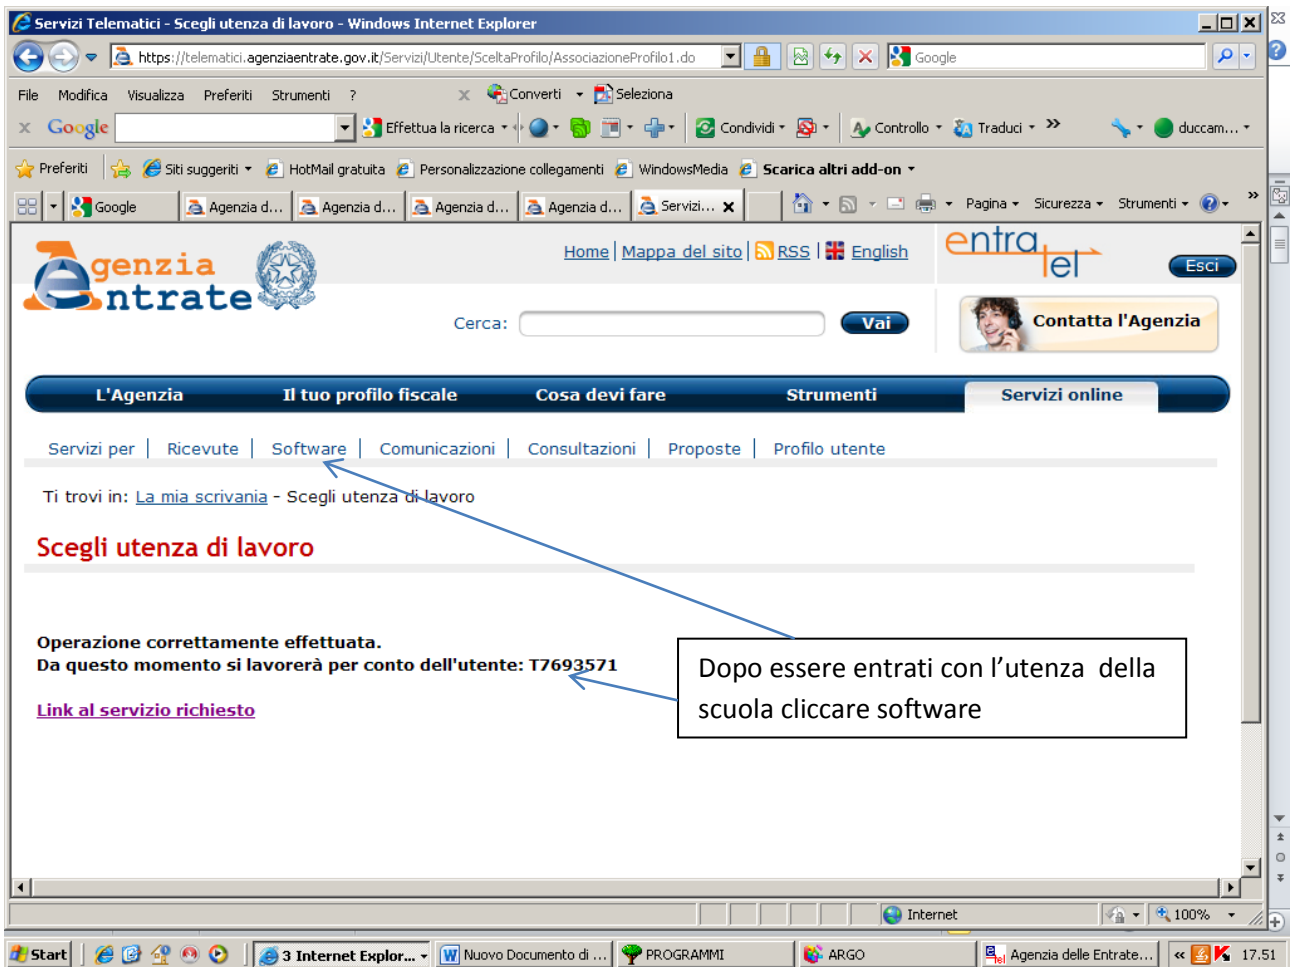 Servizi Telematici - Scegli utenza di lavoro - Windows Internet Explorer
https://telematici.agenziaentrate.gov.it/Servizi/Utente/SceltaProfilo/AssociazioneProfilo1.do
Google
File Modifica Visualizza Preferiti Strumenti ? x Converti Seleziona
x Google Effettua la ricerca Condividi Controllo Traduci » duccam...
Preferiti Siti suggeriti HotMail gratuita Personalizzazione collegamenti WindowsMedia Scarica altri add-on
Google Agenzia d... Agenzia d... Agenzia d... Agenzia d... Servizi... X Pagina Sicurezza Strumenti »
Agenzia
Entrate
Home | Mappa del sito | RSS | English
entratel
Esci
Cerca: Vai
Contatta l'Agenzia
L'Agenzia Il tuo profilo fiscale Cosa devi fare Strumenti Servizi online
Servizi per | Ricevute | Software | Comunicazioni | Consultazioni | Proposte | Profilo utente
Ti trovi in: La mia scrivania - Scegli utenza di lavoro
Scegli utenza di lavoro
Operazione correttamente effettuata.
Da questo momento si lavorerà per conto dell'utente: T7693571
Link al servizio richiesto
Dopo essere entrati con l’utenza della
scuola cliccare software
Internet 100%
Start 3 Internet Explor... Nuovo Documento di ... PROGRAMMI ARGO Agenzia delle Entrate... « 17.51